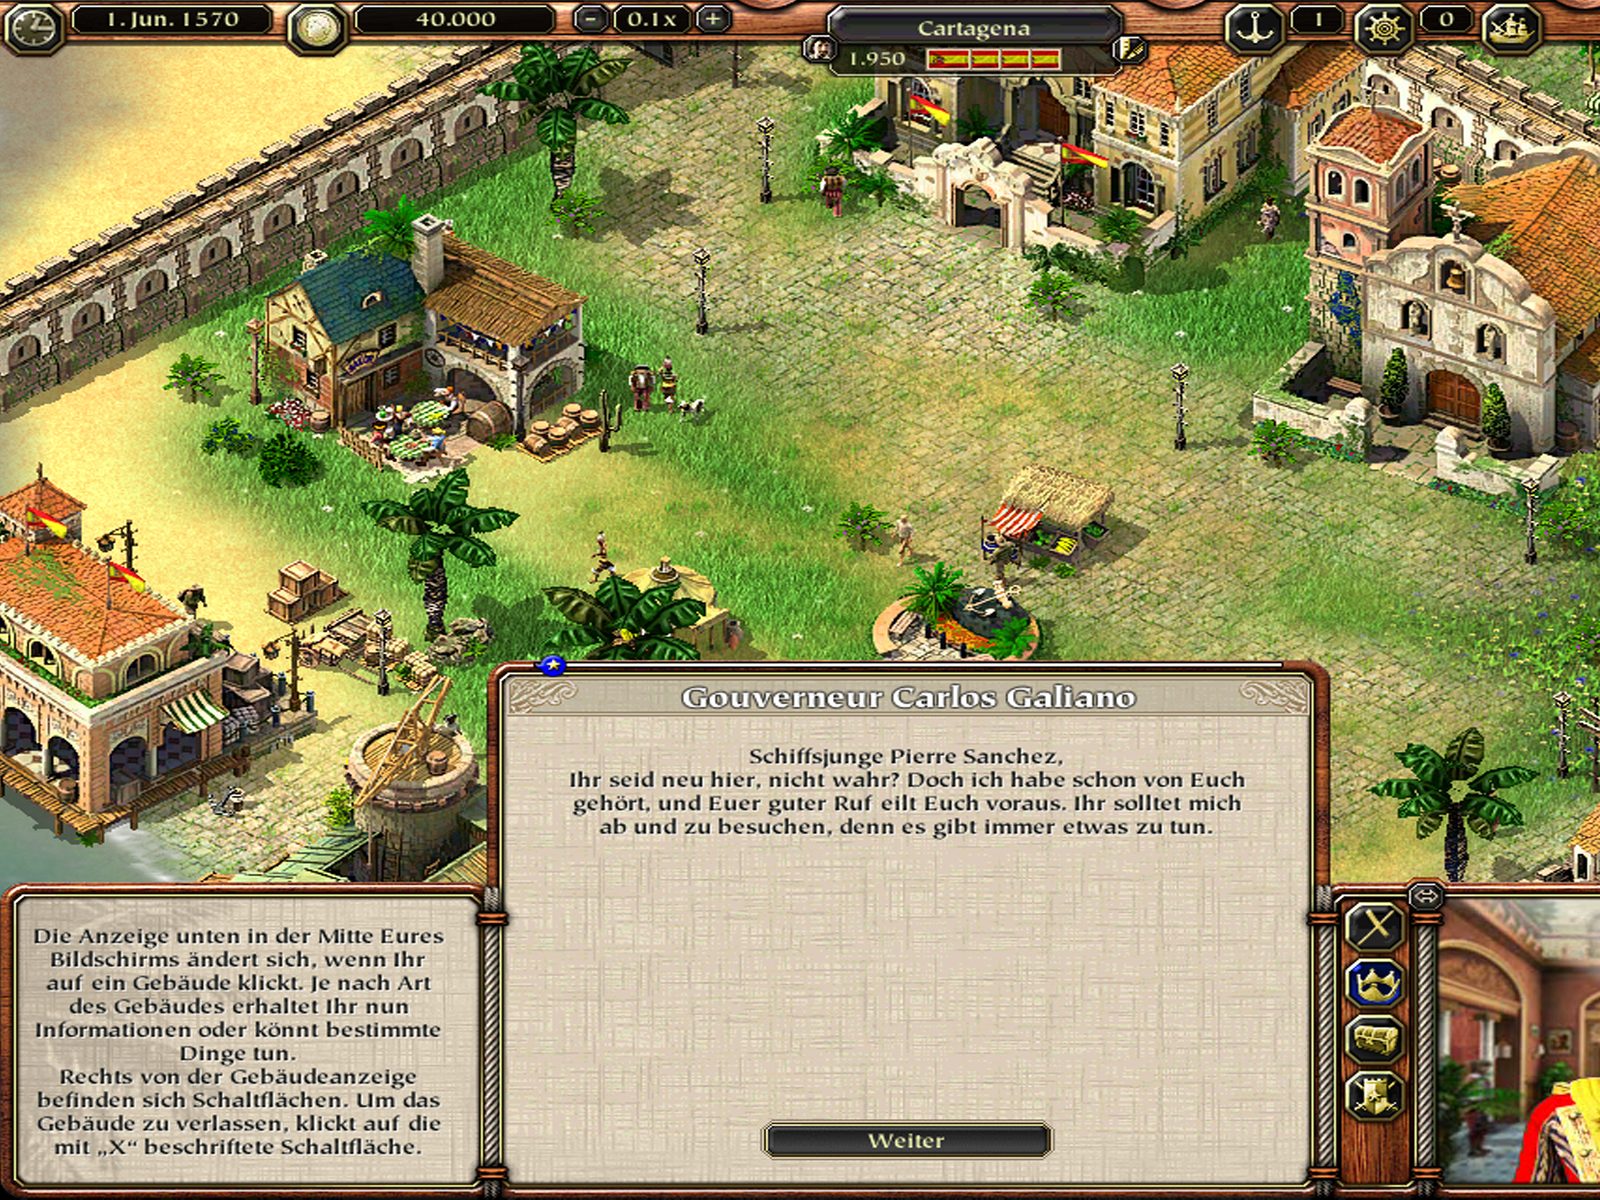 1. Jun. 1570
40.000
- 0.1x +
Cartagena
1.950
1
0
Gouverneur Carlos Galiano
Schiffsjunge Pierre Sanchez,
Ihr seid neu hier, nicht wahr? Doch ich habe schon von Euch
gehört, und Euer guter Ruf eilt Euch voraus. Ihr solltet mich
ab und zu besuchen, denn es gibt immer etwas zu tun.
Weiter
Die Anzeige unten in der Mitte Eures
Bildschirms ändert sich, wenn Ihr
auf ein Gebäude klickt. Je nach Art
des Gebäudes erhaltet Ihr nun
Informationen oder könnt bestimmte
Dinge tun.
Rechts von der Gebäudeanzeige
befinden sich Schaltflächen. Um das
Gebäude zu verlassen, klickt auf die
mit „X“ beschriftete Schaltfläche.